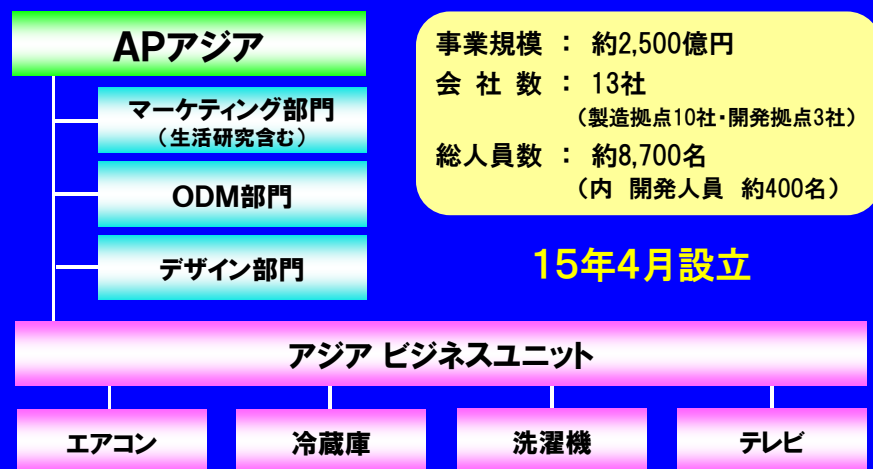 APアジア
マーケティング部門
（生活研究含む）
ODM部門
デザイン部門
事業規模 ： 約2,500億円
会 社 数 ： 13社
（製造拠点10社・開発拠点3社）
総人員数 ： 約8,700名
（内 開発人員 約400名）
15年4月設立
アジア ビジネスユニット
エアコン
冷蔵庫
洗濯機
テレビ